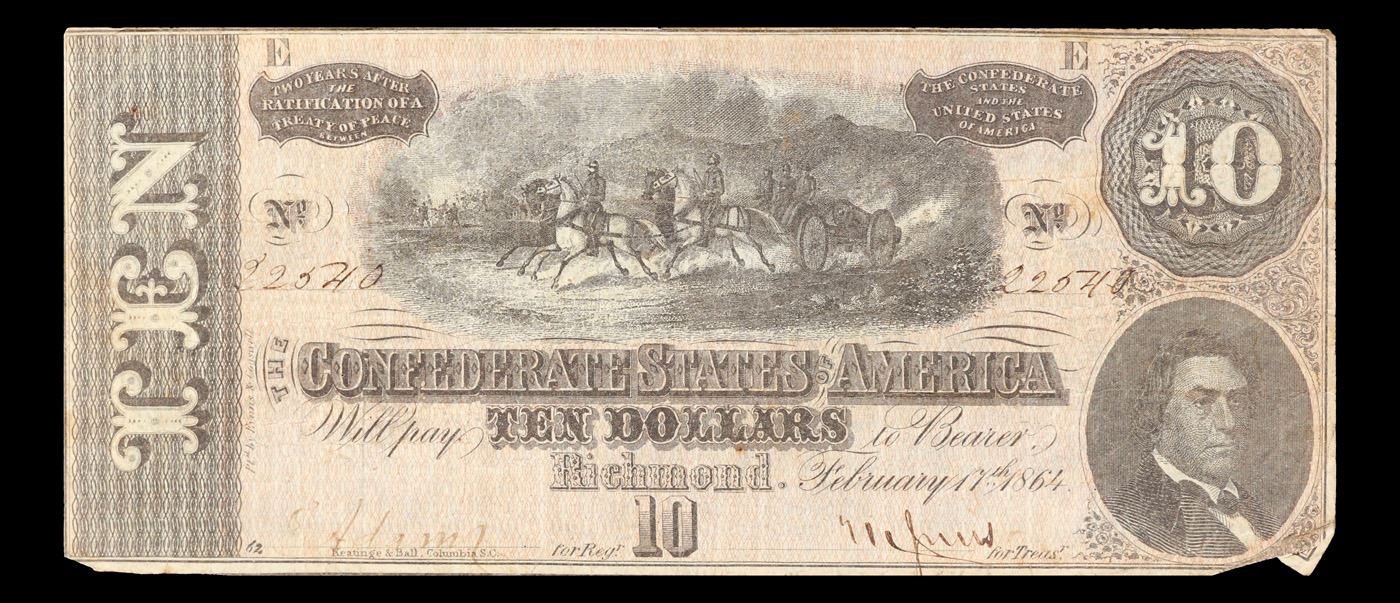 E
E
TWO YEARS AFTER
THE
RATIFICATION OF A
TREATY OF PEACE
BETWEEN
THE CONFEDERATE
STATES
AND THE
UNITED STATES
OF AMERICA
10
TEN
No
No
22540
22540
THE CONFEDERATE STATES OF AMERICA
Will pay TEN DOLLARS to Bearer.
Richmond. February 17th. 1864.
10
62
Keatinge & Ball, Columbia S.C.
for Regr.
for Treasr.